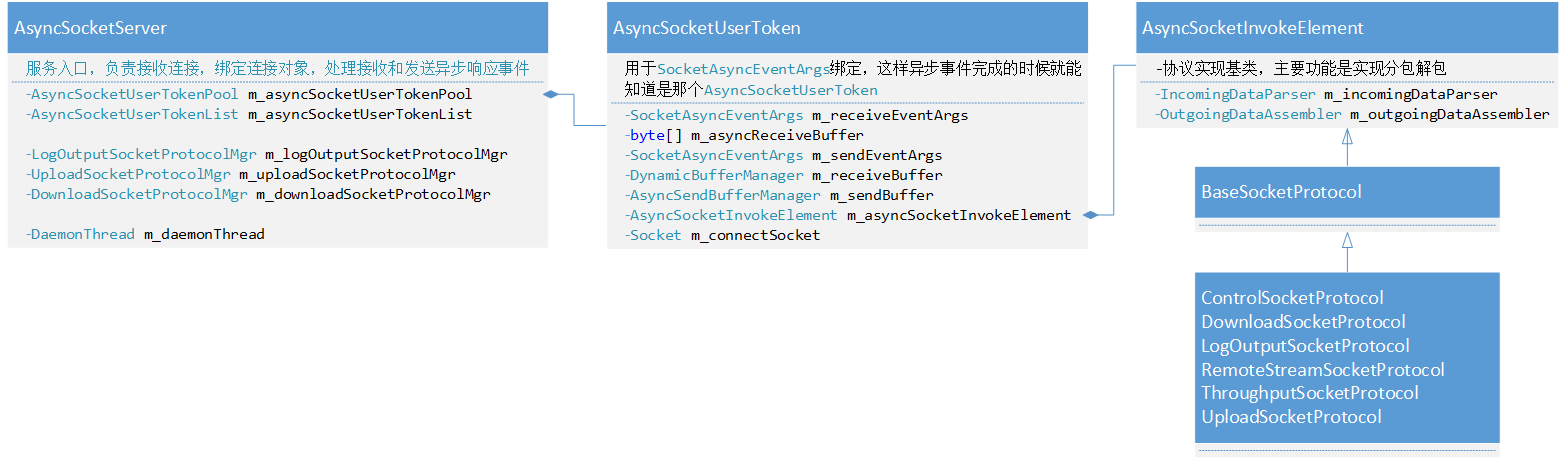 AsyncSocketServer
服务入口，负责接收连接，绑定连接对象，处理接收和发送异步响应事件
-AsyncSocketUserTokenPool m_asyncSocketUserTokenPool
-AsyncSocketUserTokenList m_asyncSocketUserTokenList
-LogOutputSocketProtocolMgr m_logOutputSocketProtocolMgr
-UploadSocketProtocolMgr m_uploadSocketProtocolMgr
-DownloadSocketProtocolMgr m_downloadSocketProtocolMgr
-DaemonThread m_daemonThread
AsyncSocketUserToken
用于SocketAsyncEventArgs绑定，这样异步事件完成的时候就能
知道是那个AsyncSocketUserToken
-SocketAsyncEventArgs m_receiveEventArgs
-byte[] m_asyncReceiveBuffer
-SocketAsyncEventArgs m_sendEventArgs
-DynamicBufferManager m_receiveBuffer
-AsyncSendBufferManager m_sendBuffer
-AsyncSocketInvokeElement m_asyncSocketInvokeElement
-Socket m_connectSocket
AsyncSocketInvokeElement
-协议实现基类，主要功能是实现分包解包
-IncomingDataParser m_incomingDataParser
-OutgoingDataAssembler m_outgoingDataAssembler
BaseSocketProtocol
ControlSocketProtocol
DownloadSocketProtocol
LogOutputSocketProtocol
RemoteStreamSocketProtocol
ThroughputSocketProtocol
UploadSocketProtocol